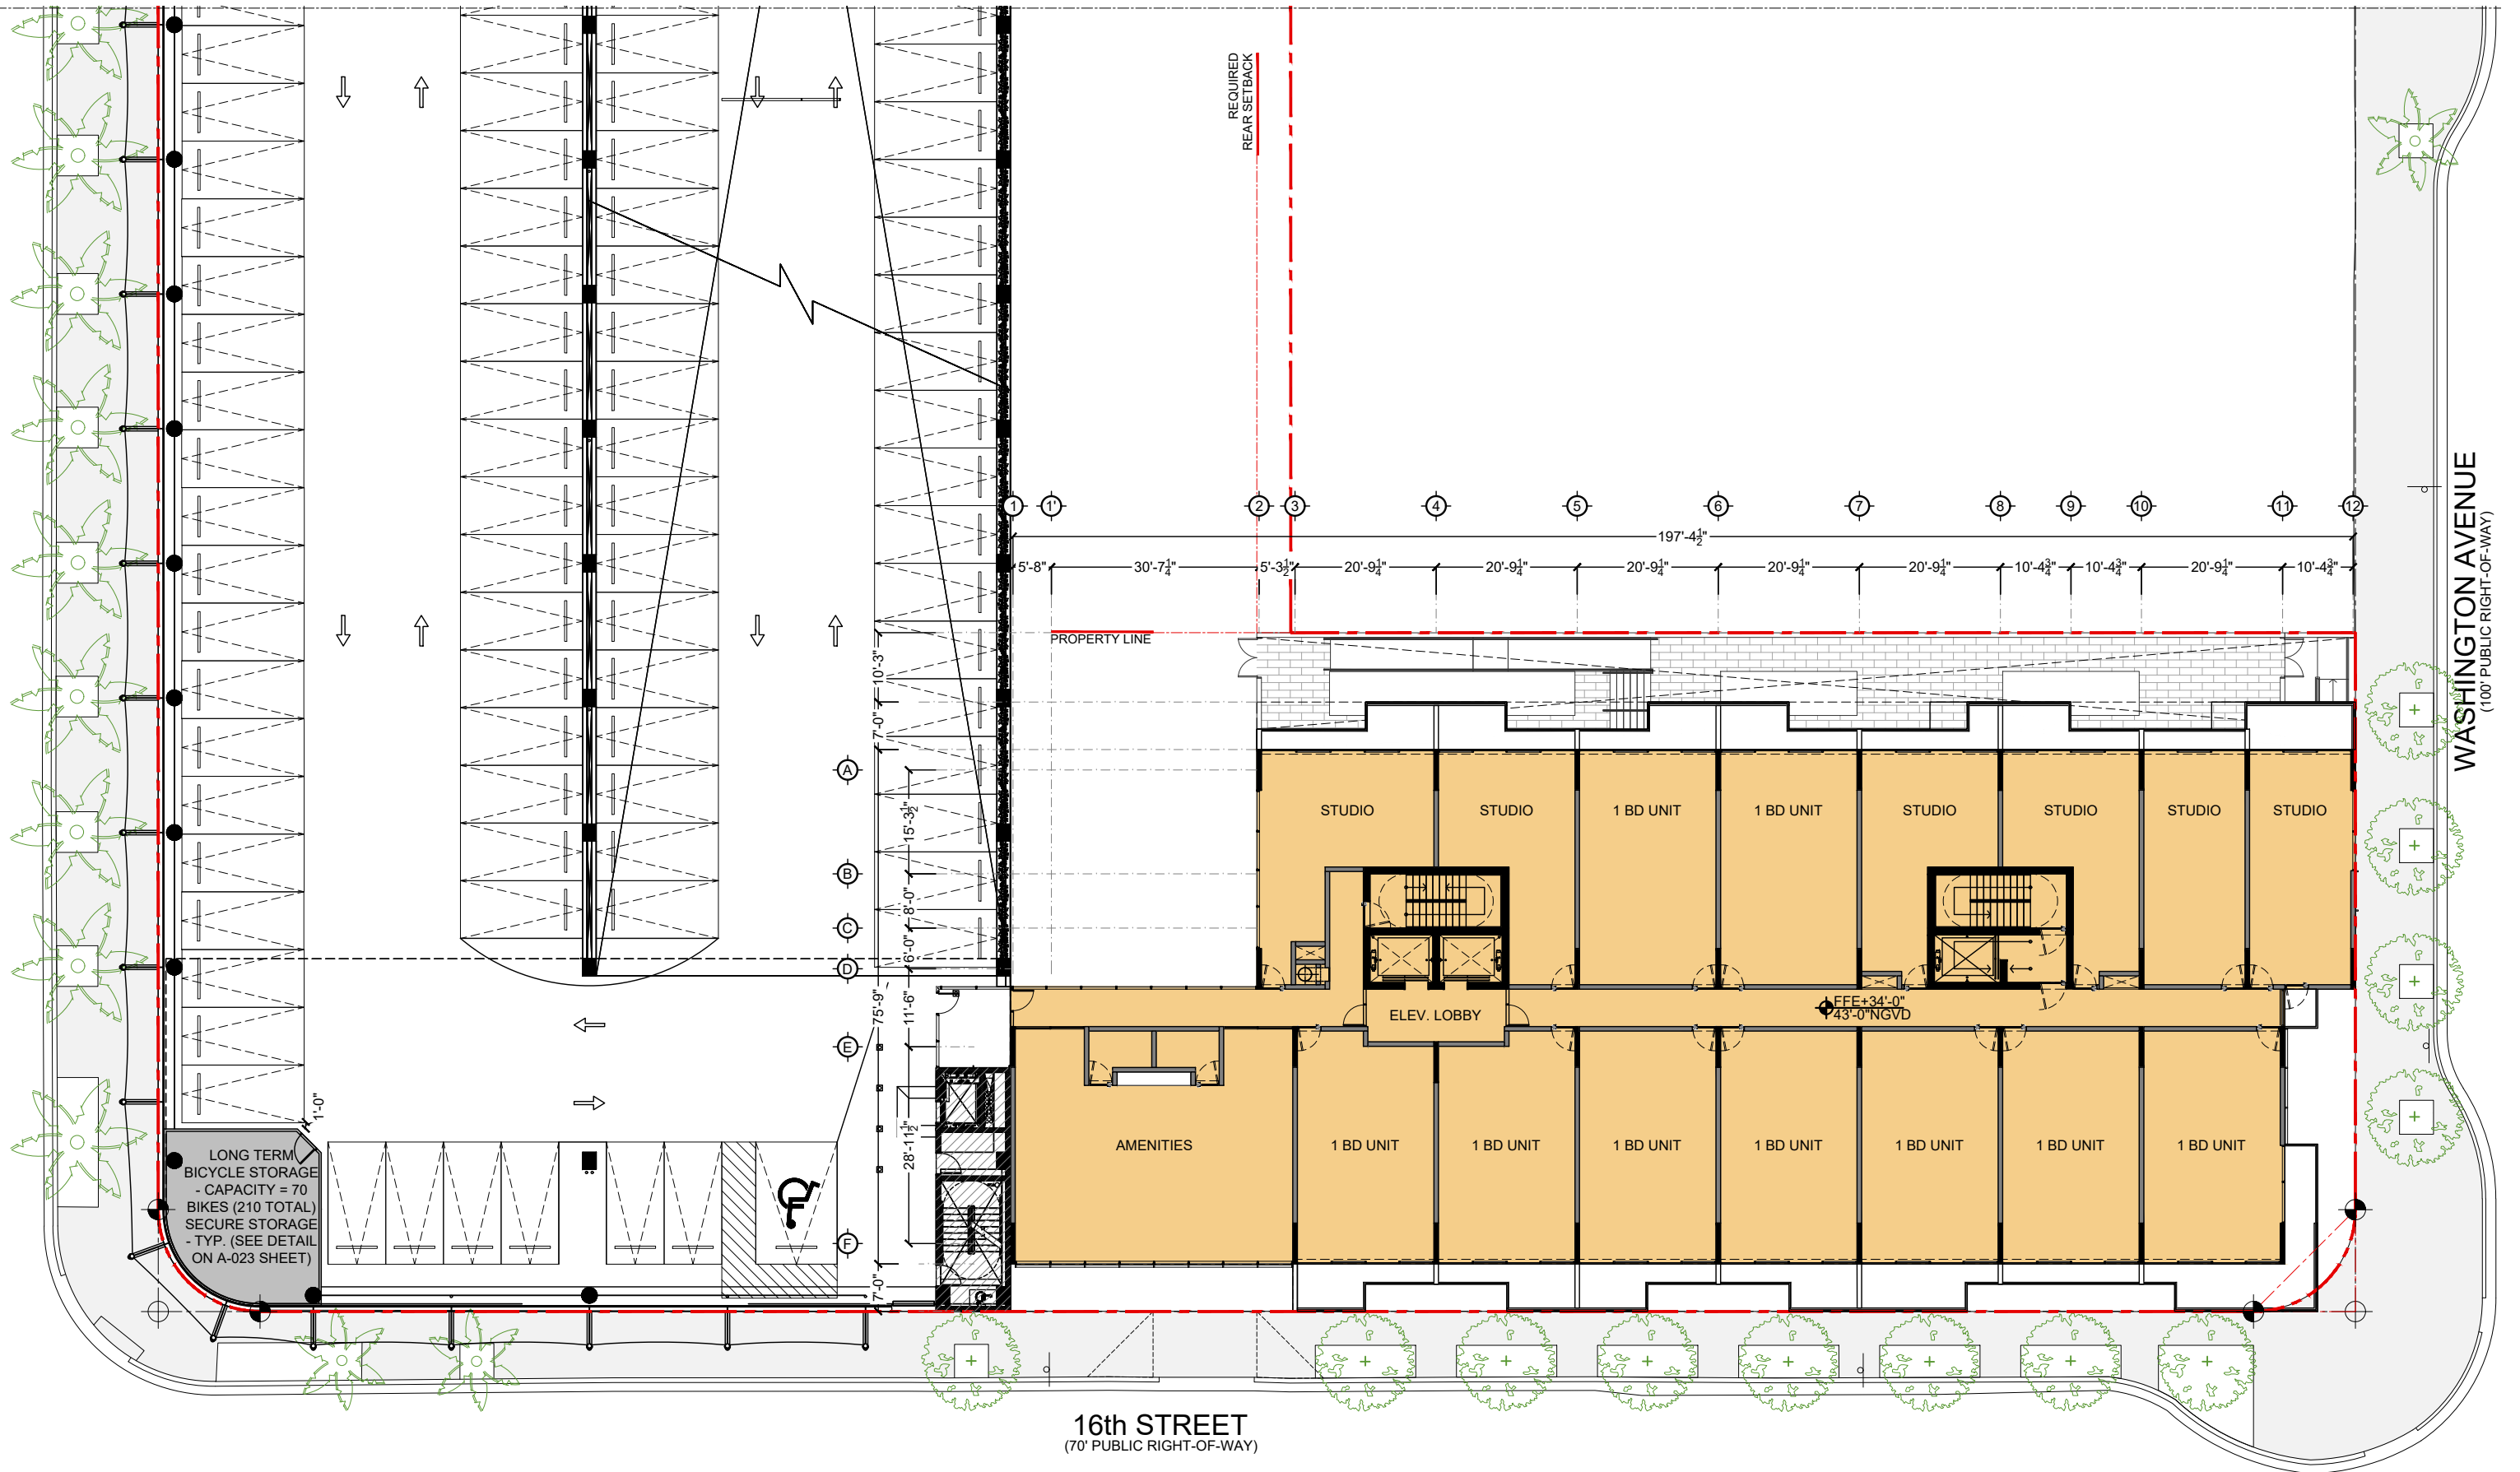 REQUIRED
REAR SETBACK
WASHINGTON AVENUE
(100' PUBLIC RIGHT-OF-WAY)
1
1'
2
3
4
5
6
7
8
9
10
11
12
197'-4½"
5'-8"
30'-7¼"
5'-3½"
20'-9¼"
20'-9¼"
20'-9¼"
20'-9¼"
20'-9¼"
10'-4¾"
10'-4¾"
20'-9¼"
10'-4¾"
PROPERTY LINE
10'-3"
7'-0"
A
15'-3½"
B
8'-0"
C
6'-0"
D
75'-9"
11'-6"
E
28'-11½"
F
7'-0"
STUDIO
STUDIO
1 BD UNIT
1 BD UNIT
STUDIO
STUDIO
STUDIO
STUDIO
ELEV. LOBBY
FFE+34'-0"
43'-0"NGVD
AMENITIES
1 BD UNIT
1 BD UNIT
1 BD UNIT
1 BD UNIT
1 BD UNIT
1 BD UNIT
1 BD UNIT
1'-0"
LONG TERM
BICYCLE STORAGE
- CAPACITY = 70
BIKES (210 TOTAL)
SECURE STORAGE
- TYP. (SEE DETAIL
ON A-023 SHEET)
16th STREET
(70' PUBLIC RIGHT-OF-WAY)